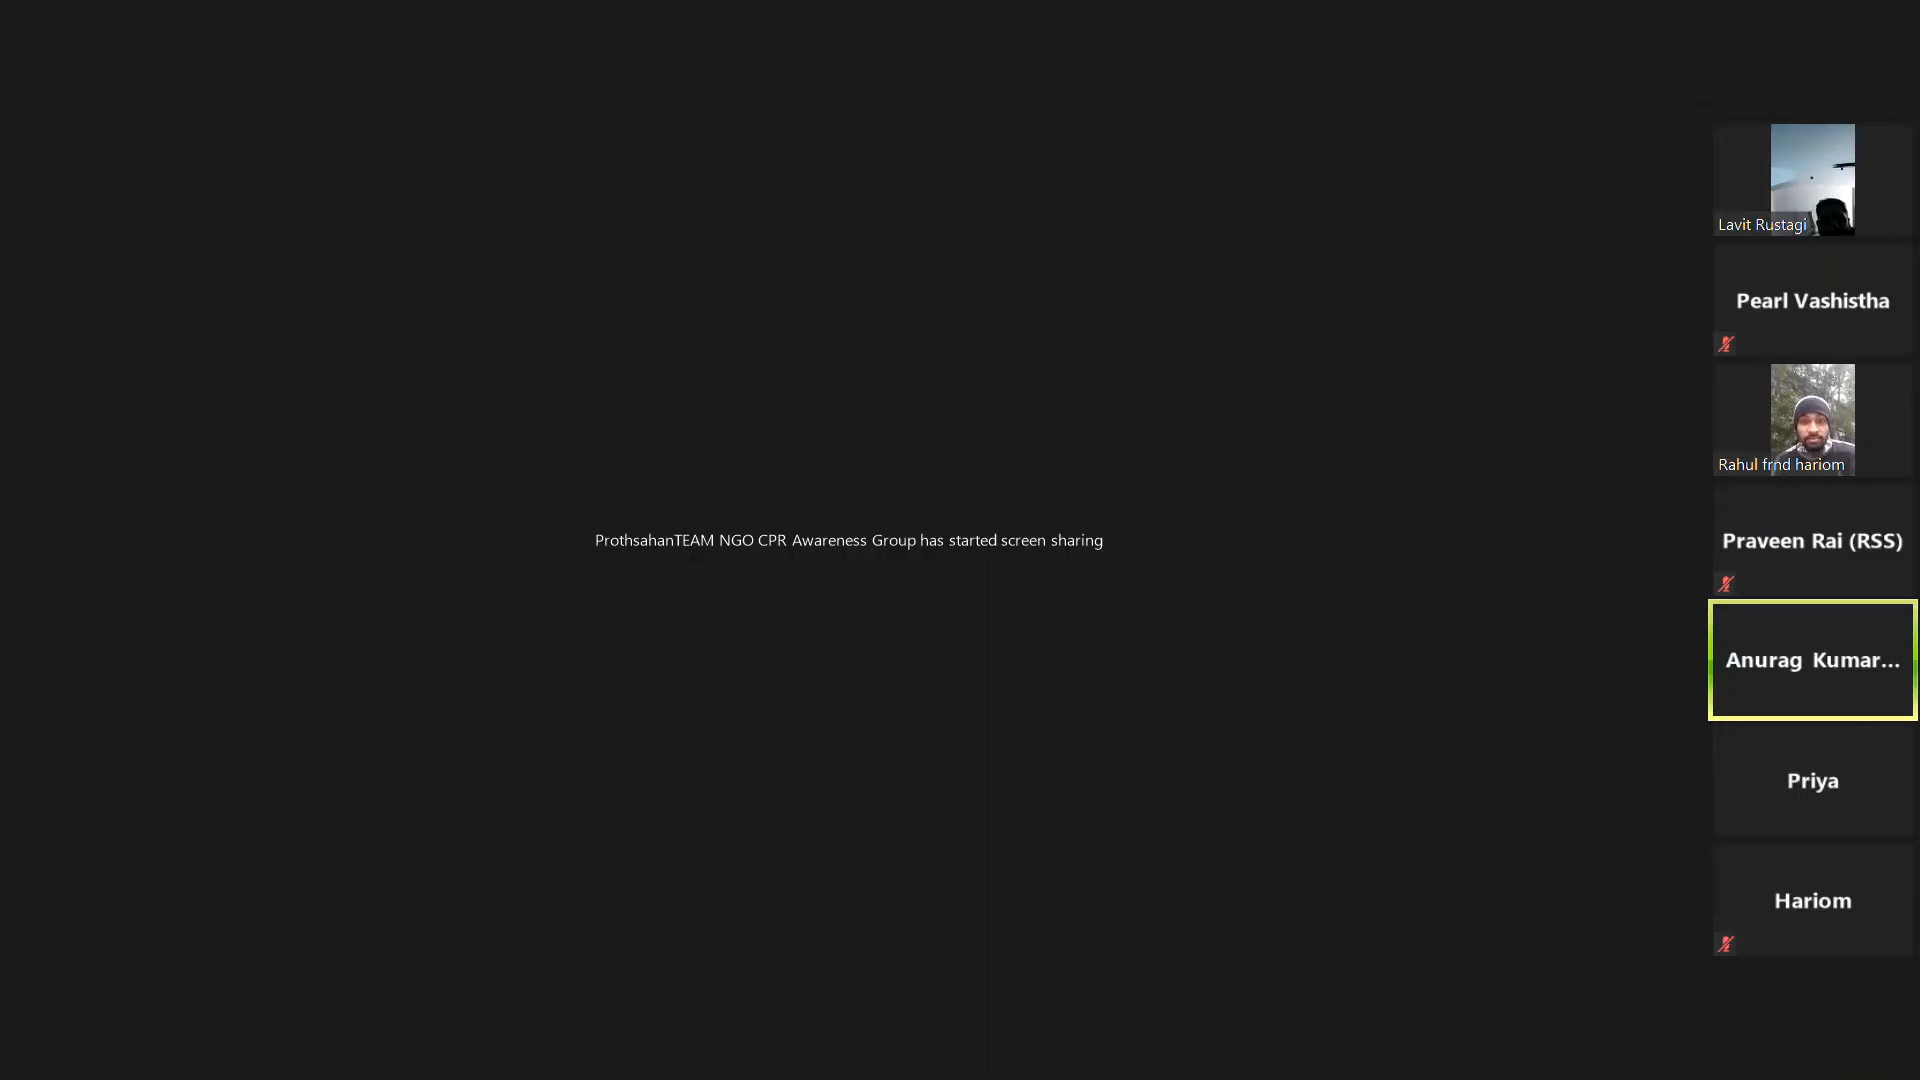 Lavit Rustagi
Pearl Vashistha
Rahul frnd hariom
Praveen Rai (RSS)
ProthsahanTEAM NGO CPR Awareness Group has started screen sharing
Anurag Kumar...
Priya
Hariom